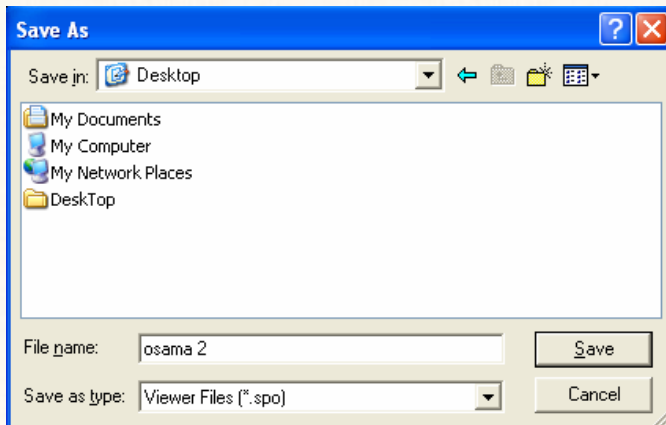 Save As
Save in: Desktop
My Documents
My Computer
My Network Places
DeskTop
File name: osama 2 Save
Save as type: Viewer Files (*.spo) Cancel